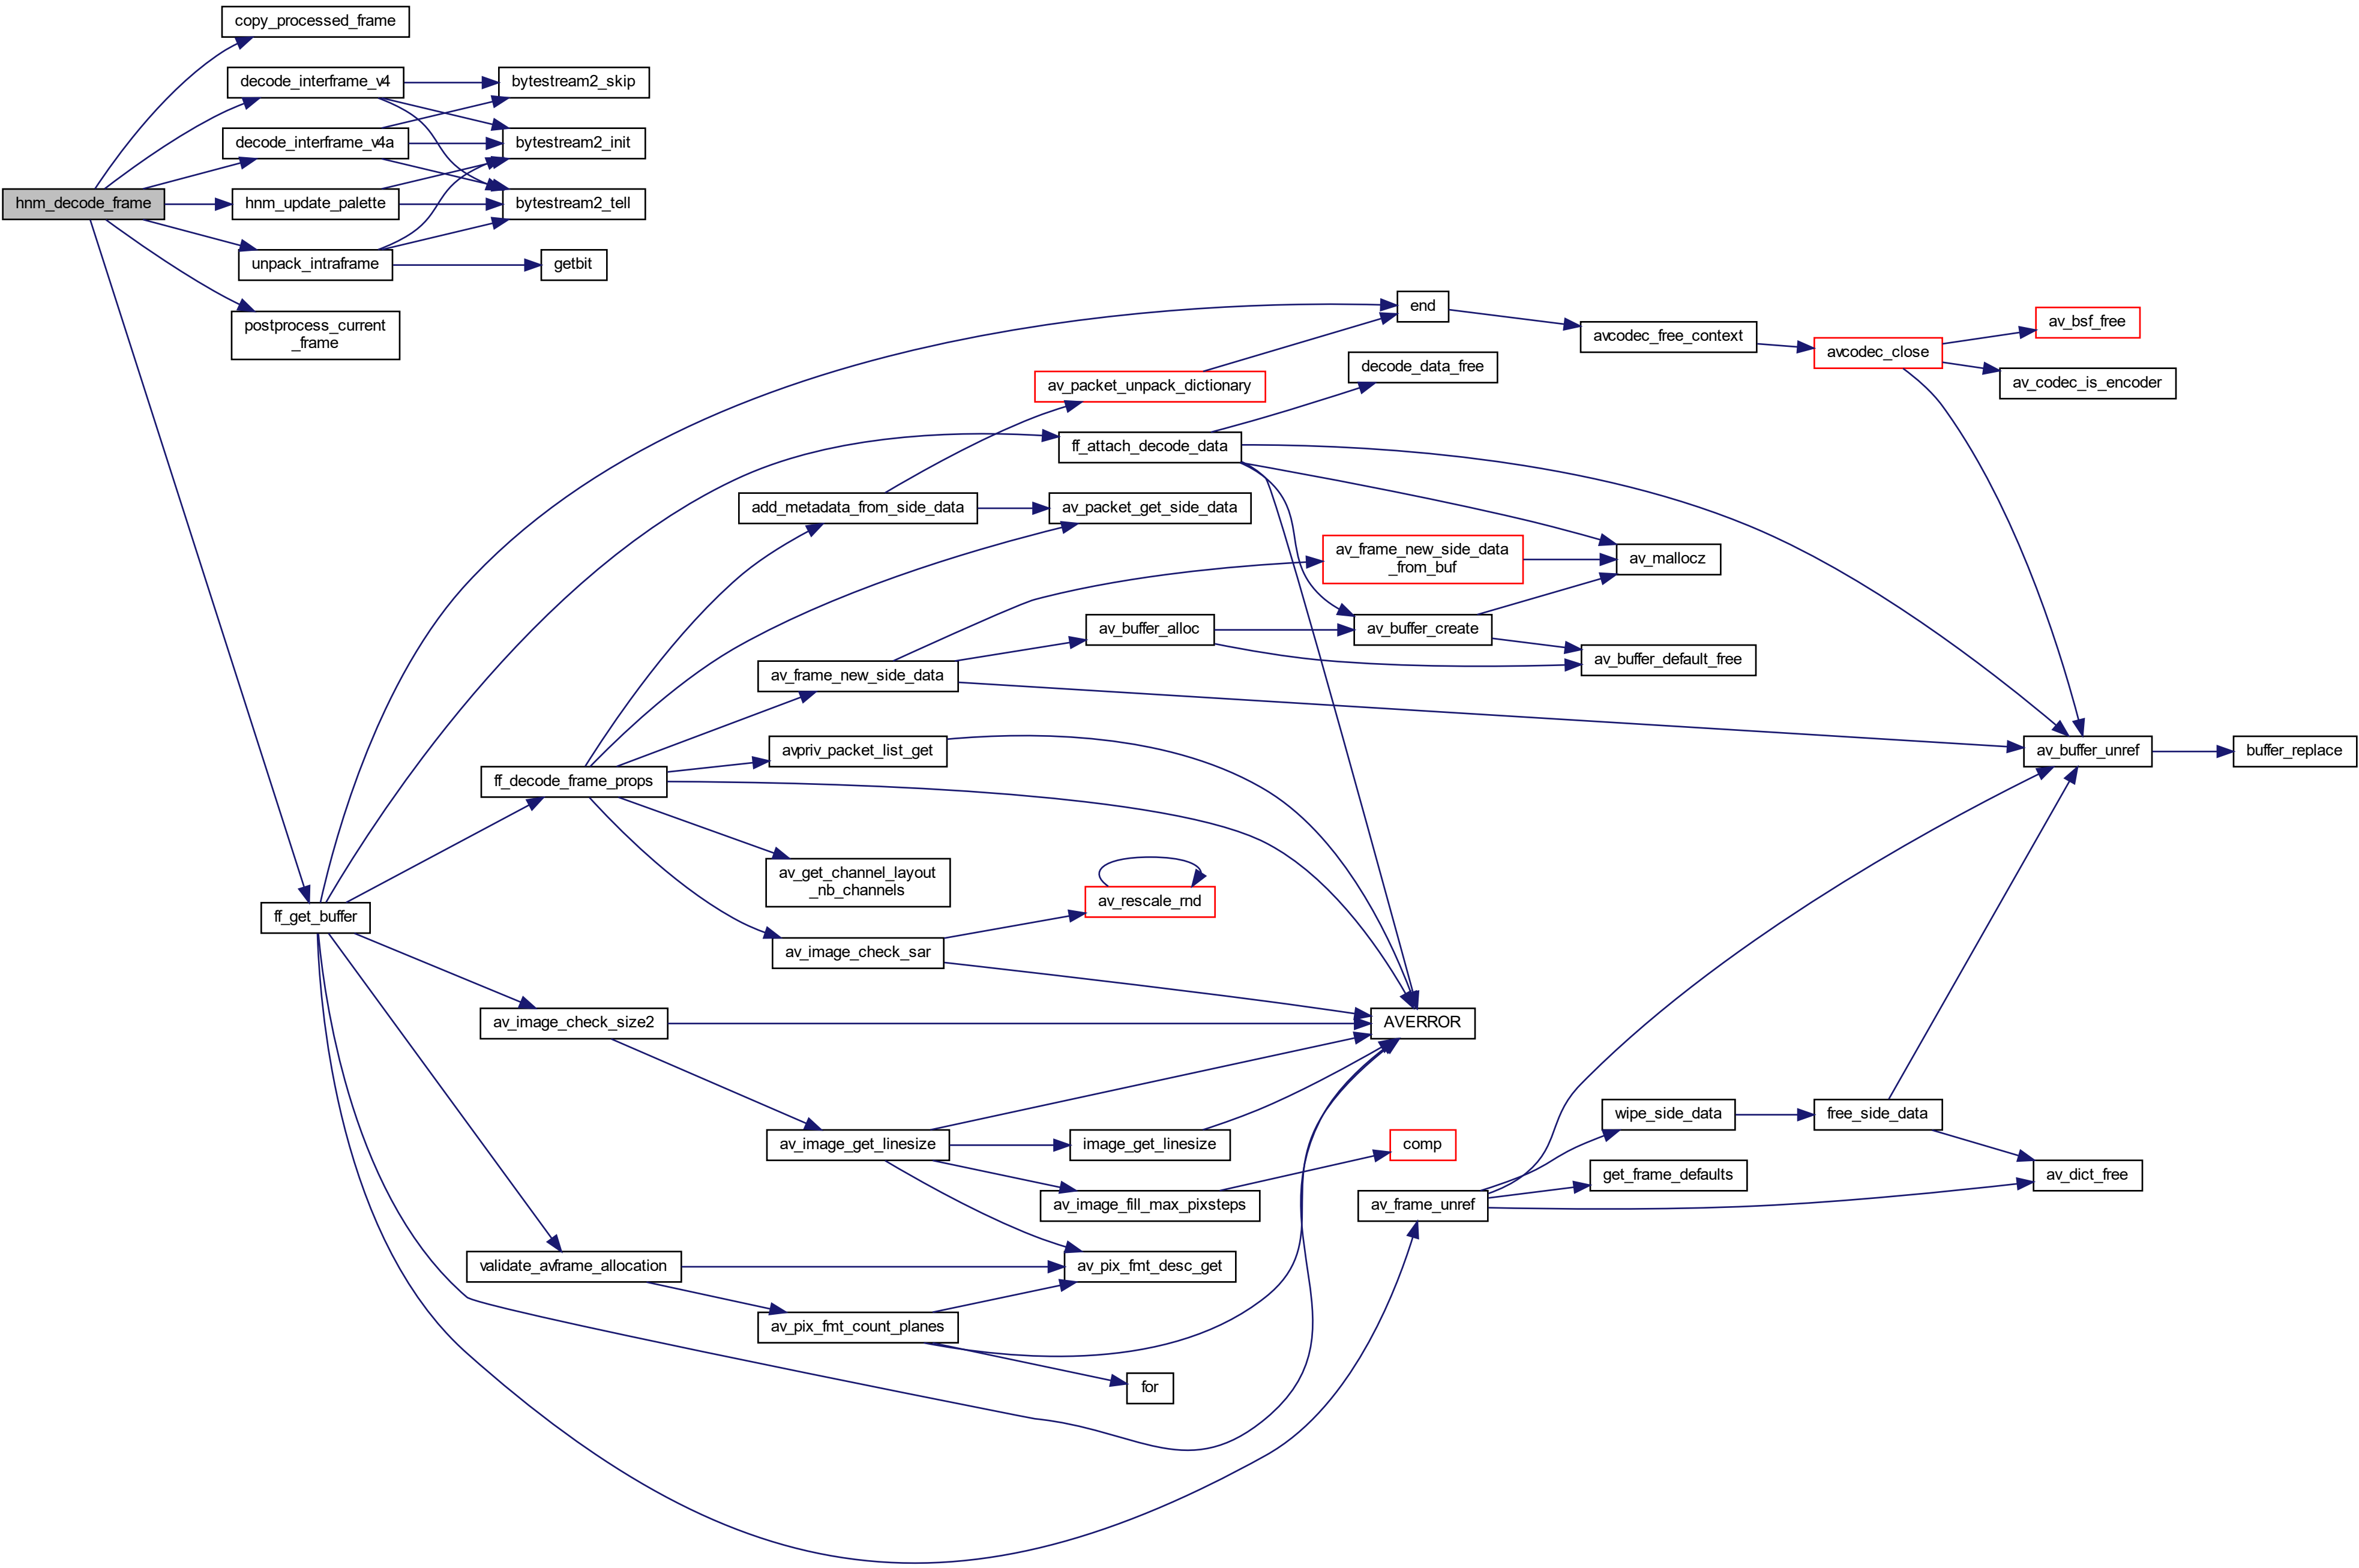 copy_processed_frame
decode_interframe_v4
bytestream2_skip
decode_interframe_v4a
bytestream2_init
hnm_decode_frame
hnm_update_palette
bytestream2_tell
unpack_intraframe
getbit
postprocess_current
_frame
end
avcodec_free_context
av_bsf_free
avcodec_close
av_codec_is_encoder
decode_data_free
av_packet_unpack_dictionary
ff_attach_decode_data
add_metadata_from_side_data
av_packet_get_side_data
av_frame_new_side_data
_from_buf
av_mallocz
av_buffer_alloc
av_buffer_create
av_buffer_default_free
av_frame_new_side_data
avpriv_packet_list_get
av_buffer_unref
buffer_replace
ff_decode_frame_props
av_get_channel_layout
_nb_channels
av_rescale_rnd
ff_get_buffer
av_image_check_sar
av_image_check_size2
AVERROR
av_image_get_linesize
image_get_linesize
comp
wipe_side_data
free_side_data
av_image_fill_max_pixsteps
av_frame_unref
get_frame_defaults
av_dict_free
validate_avframe_allocation
av_pix_fmt_desc_get
av_pix_fmt_count_planes
for